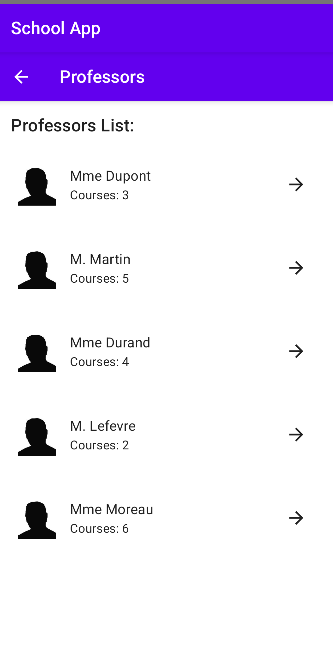 School App
Professors
Professors List:
Mme Dupont
Courses: 3
M. Martin
Courses: 5
Mme Durand
Courses: 4
M. Lefevre
Courses: 2
Mme Moreau
Courses: 6